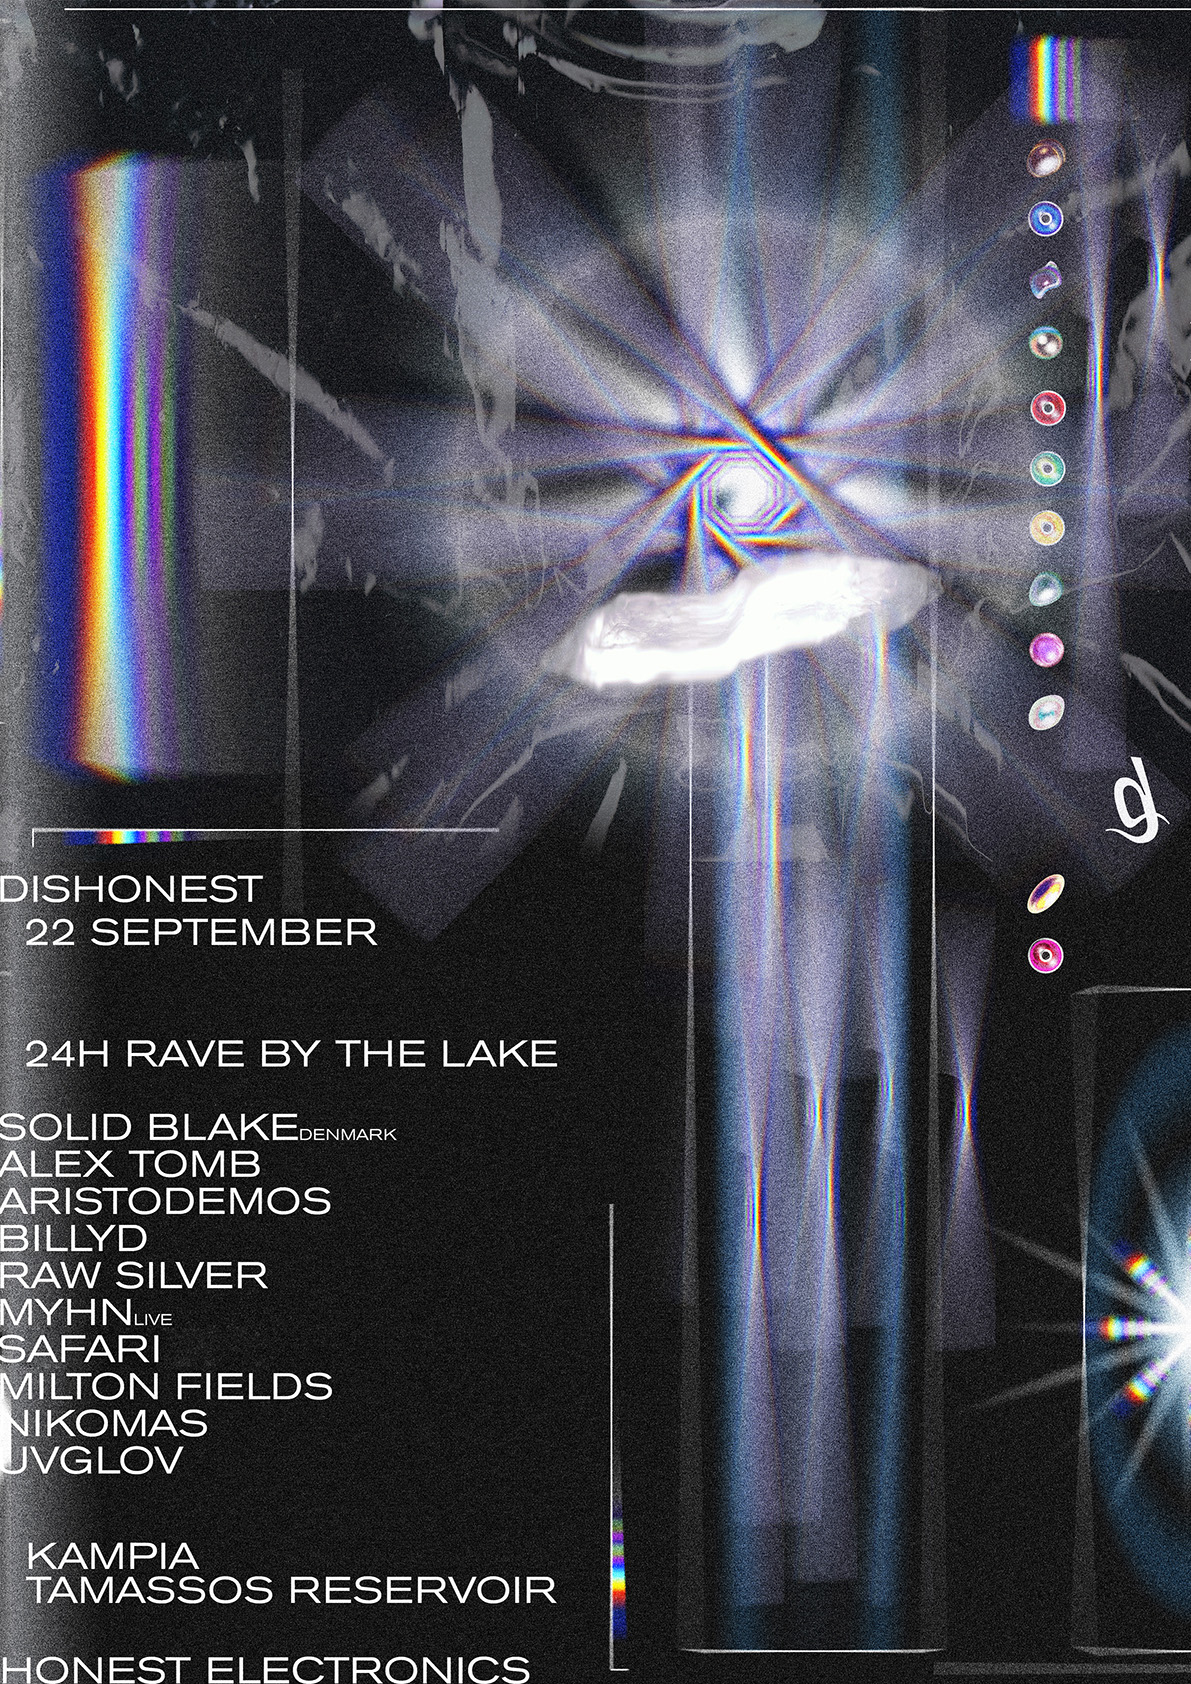 DISHONEST
22 SEPTEMBER
24H RAVE BY THE LAKE
SOLID BLAKE DENMARK
ALEX TOMB
ARISTODEMOS
BILLYD
RAW SILVER
MYHN LIVE
SAFARI
MILTON FIELDS
NIKOMAS
UVGLOV
KAMPIA
TAMASSOS RESERVOIR
HONEST ELECTRONICS